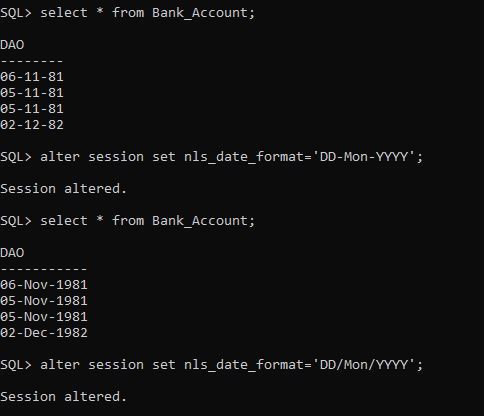 SQL> select * from Bank_Account;
DAO
--------
06-11-81
05-11-81
05-11-81
02-12-82
SQL> alter session set nls_date_format='DD-Mon-YYYY';
Session altered.
SQL> select * from Bank_Account;
DAO
-----------
06-Nov-1981
05-Nov-1981
05-Nov-1981
02-Dec-1982
SQL> alter session set nls_date_format='DD/Mon/YYYY';
Session altered.